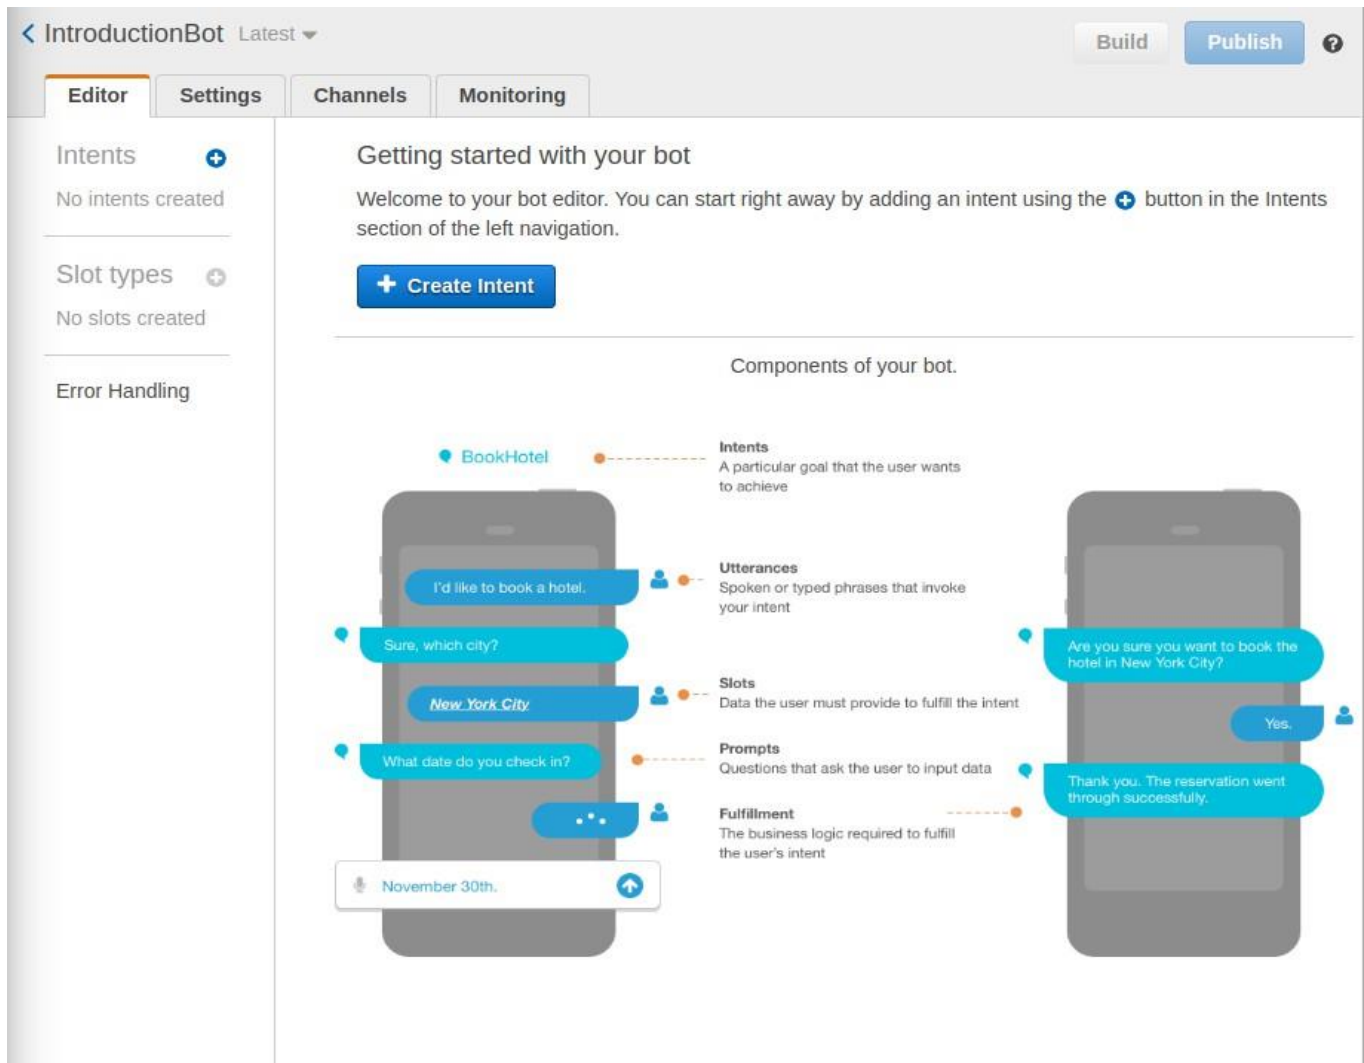 IntroductionBot Latest
Build
Publish
Editor
Settings
Channels
Monitoring
Intents
No intents created
Slot types
No slots created
Error Handling
Getting started with your bot
Welcome to your bot editor. You can start right away by adding an intent using the button in the Intents
section of the left navigation.
Create Intent
Components of your bot.
BookHotel
Intents
A particular goal that the user wants
to achieve
I'd like to book a hotel.
Utterances
Spoken or typed phrases that invoke
your intent
Sure, which city?
New York City
Slots
Data the user must provide to fulfill the intent
What date do you check in?
Prompts
Questions that ask the user to input data
Fulfillment
The business logic required to fulfill
the user's intent
November 30th.
Are you sure you want to book the
hotel in New York City?
Yes.
Thank you. The reservation went
through successfully.